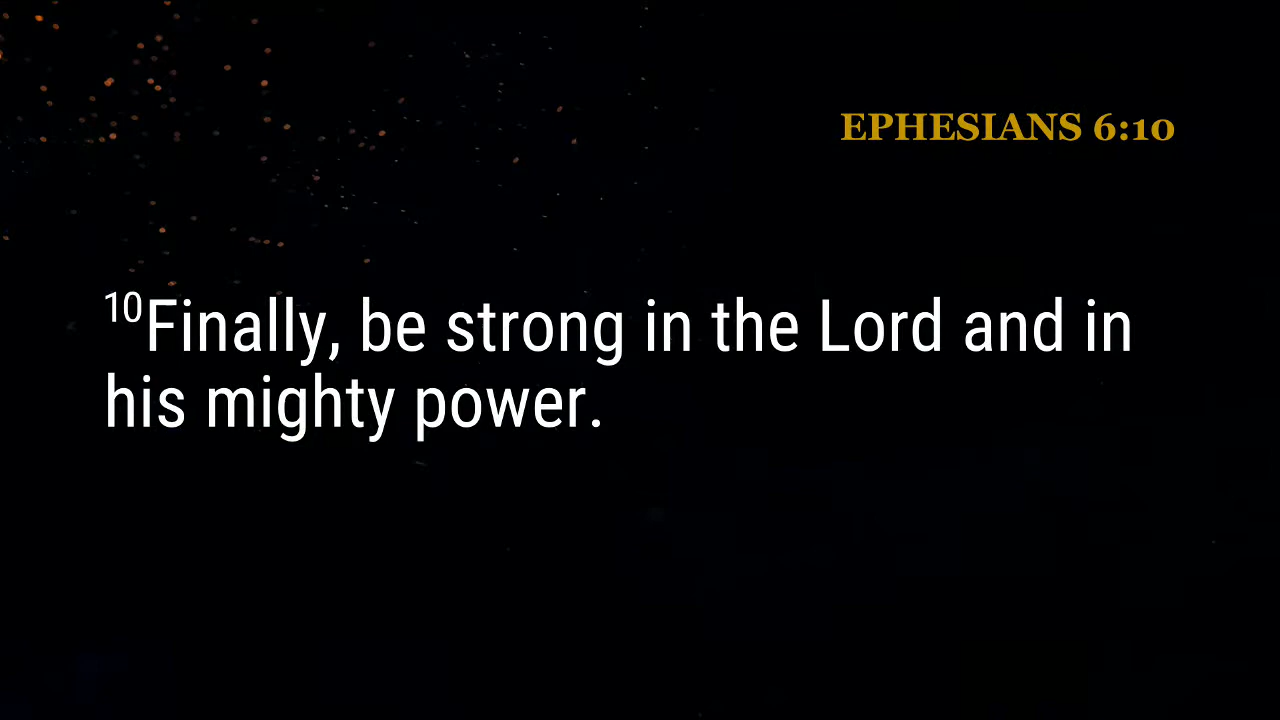 EPHESIANS 6:10
¹⁰Finally, be strong in the Lord and in
his mighty power.